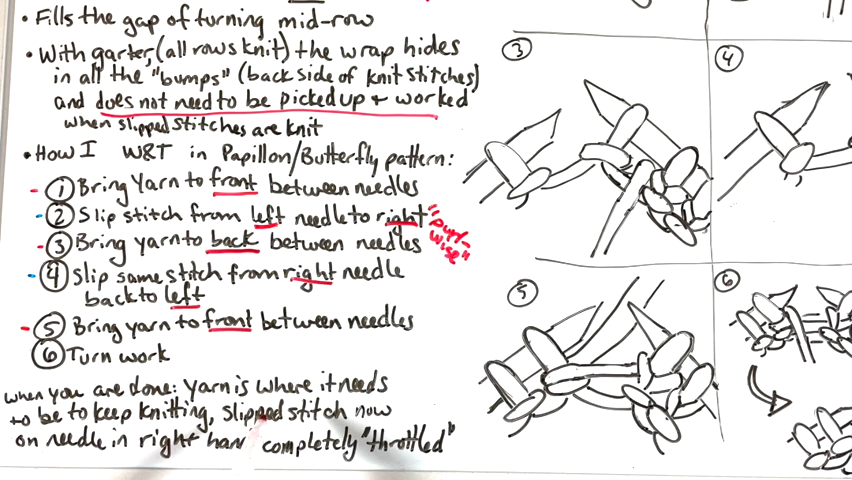 • Fills the gap of turning mid-row
• With garter, (all rows knit) the wrap hides
in all the "bumps" (back side of knit stitches)
and does not need to be picked up + worked
when slipped stitches are knit
• How I W&T in Papillon/Butterfly pattern:
- ① Bring Yarn to front between needles
- ② Slip stitch from left needle to right "purl-
wise"
- ③ Bring yarn to back between needles
- ④ Slip same stitch from right needle
back to left
- ⑤ Bring yarn to front between needles
⑥ Turn work
when you are done: yarn is where it needs
to be to keep knitting, slipped stitch now
on needle in right han completely "throttled"
③
④
⑤
⑥